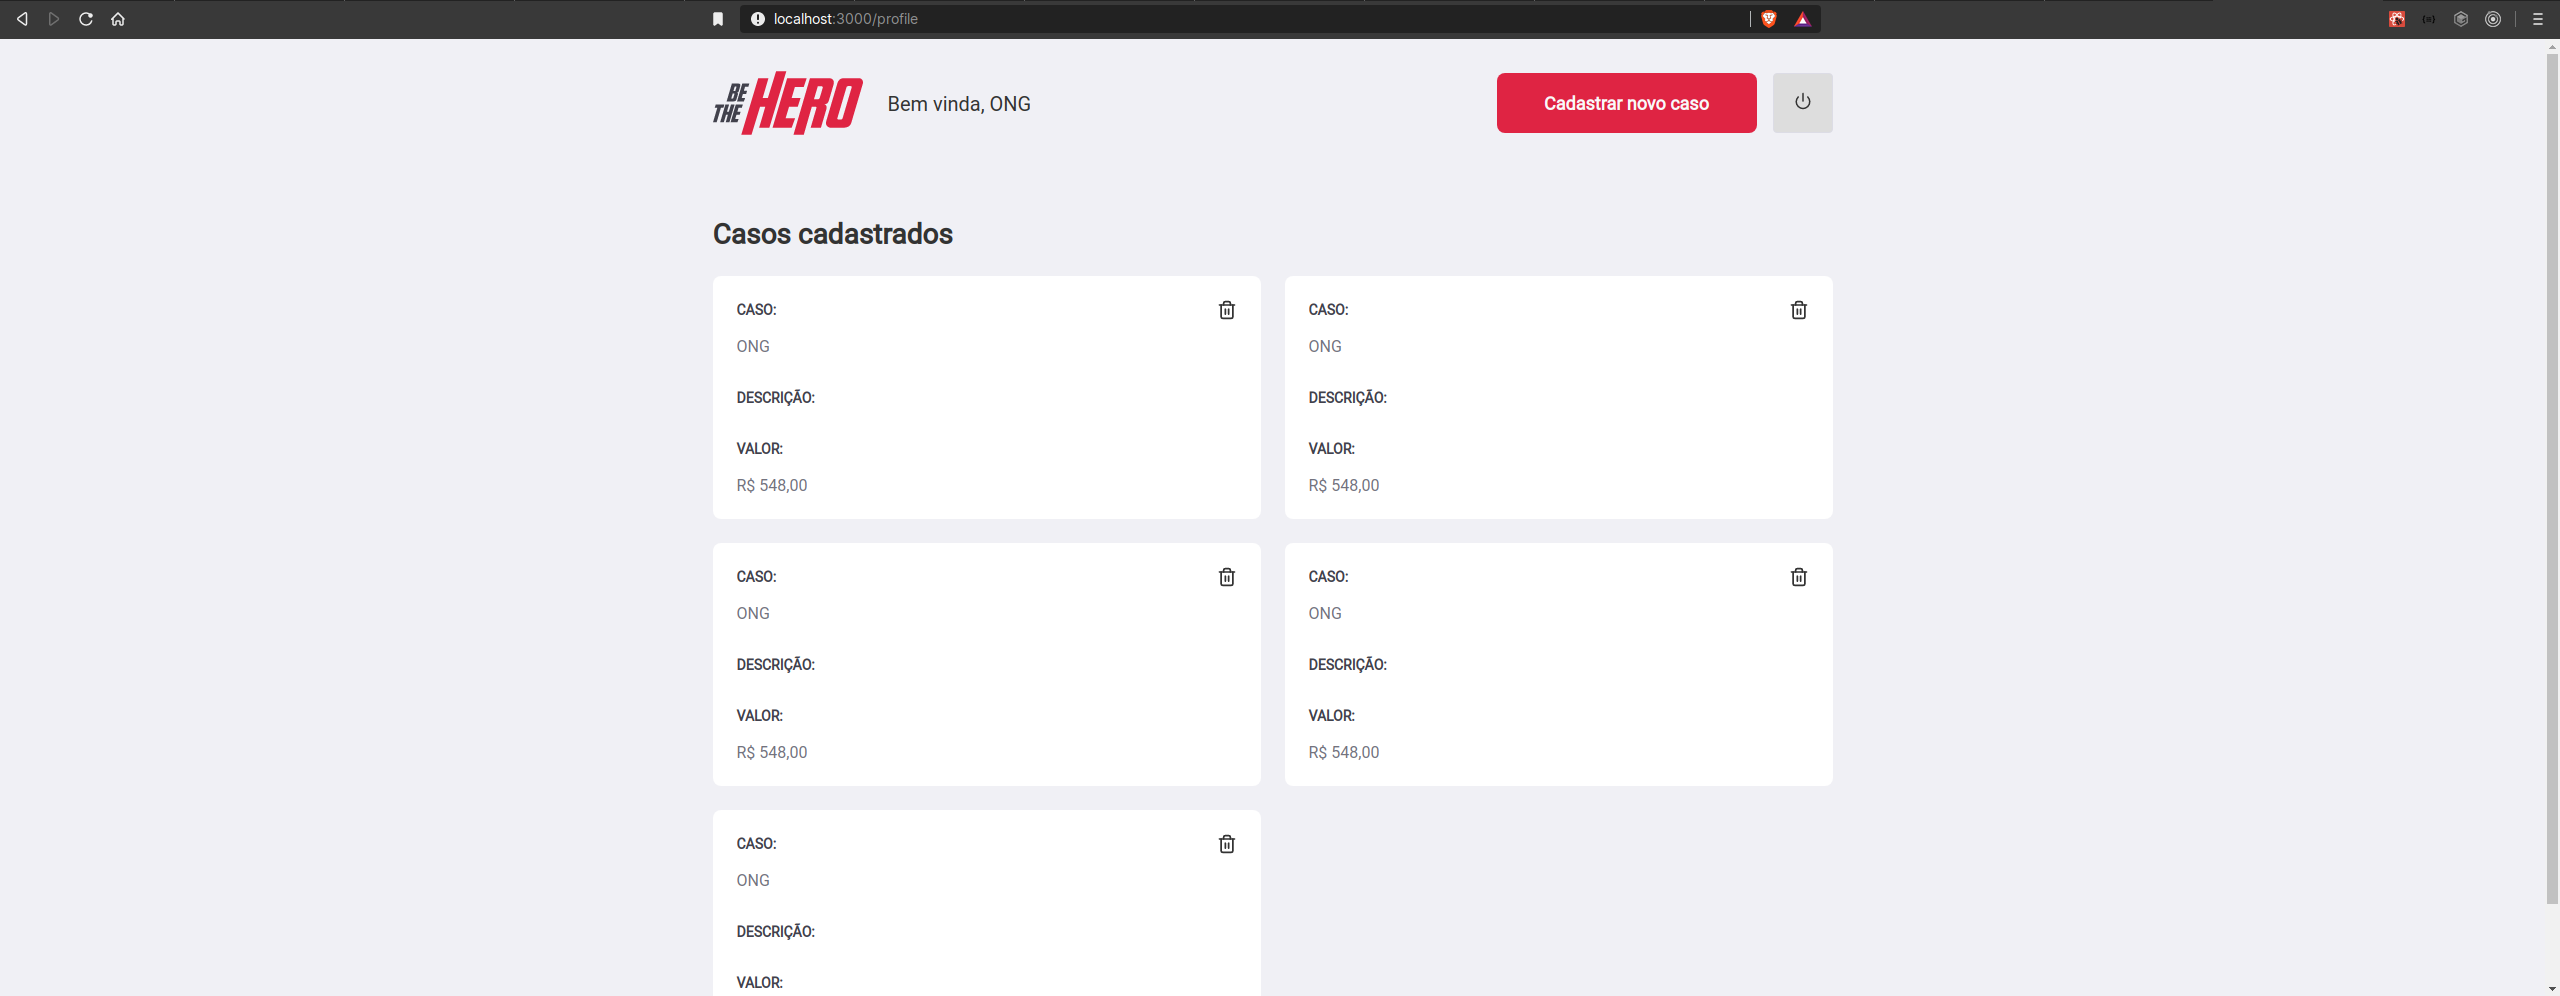 localhost:3000/profile
BE THE HERO
Bem vinda, ONG
Cadastrar novo caso
Casos cadastrados
CASO:
ONG
DESCRIÇÃO:
VALOR:
R$ 548,00
CASO:
ONG
DESCRIÇÃO:
VALOR:
R$ 548,00
CASO:
ONG
DESCRIÇÃO:
VALOR:
R$ 548,00
CASO:
ONG
DESCRIÇÃO:
VALOR:
R$ 548,00
CASO:
ONG
DESCRIÇÃO:
VALOR: